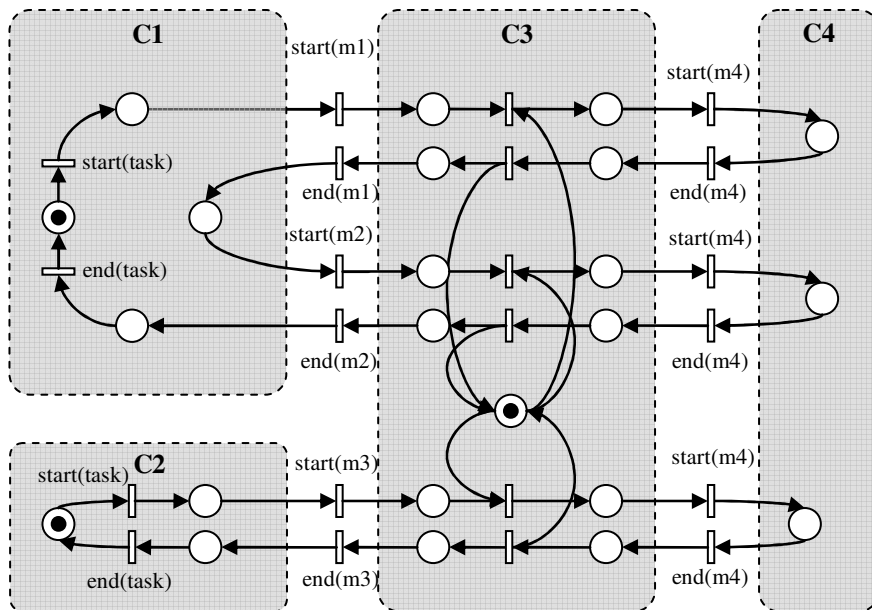 C1
C3
C4
start(m1)
start(m4)
start(task)
end(m1)
end(m4)
start(m2)
start(m4)
end(task)
end(m2)
end(m4)
C2
start(task)
start(m3)
start(m4)
end(task)
end(m3)
end(m4)